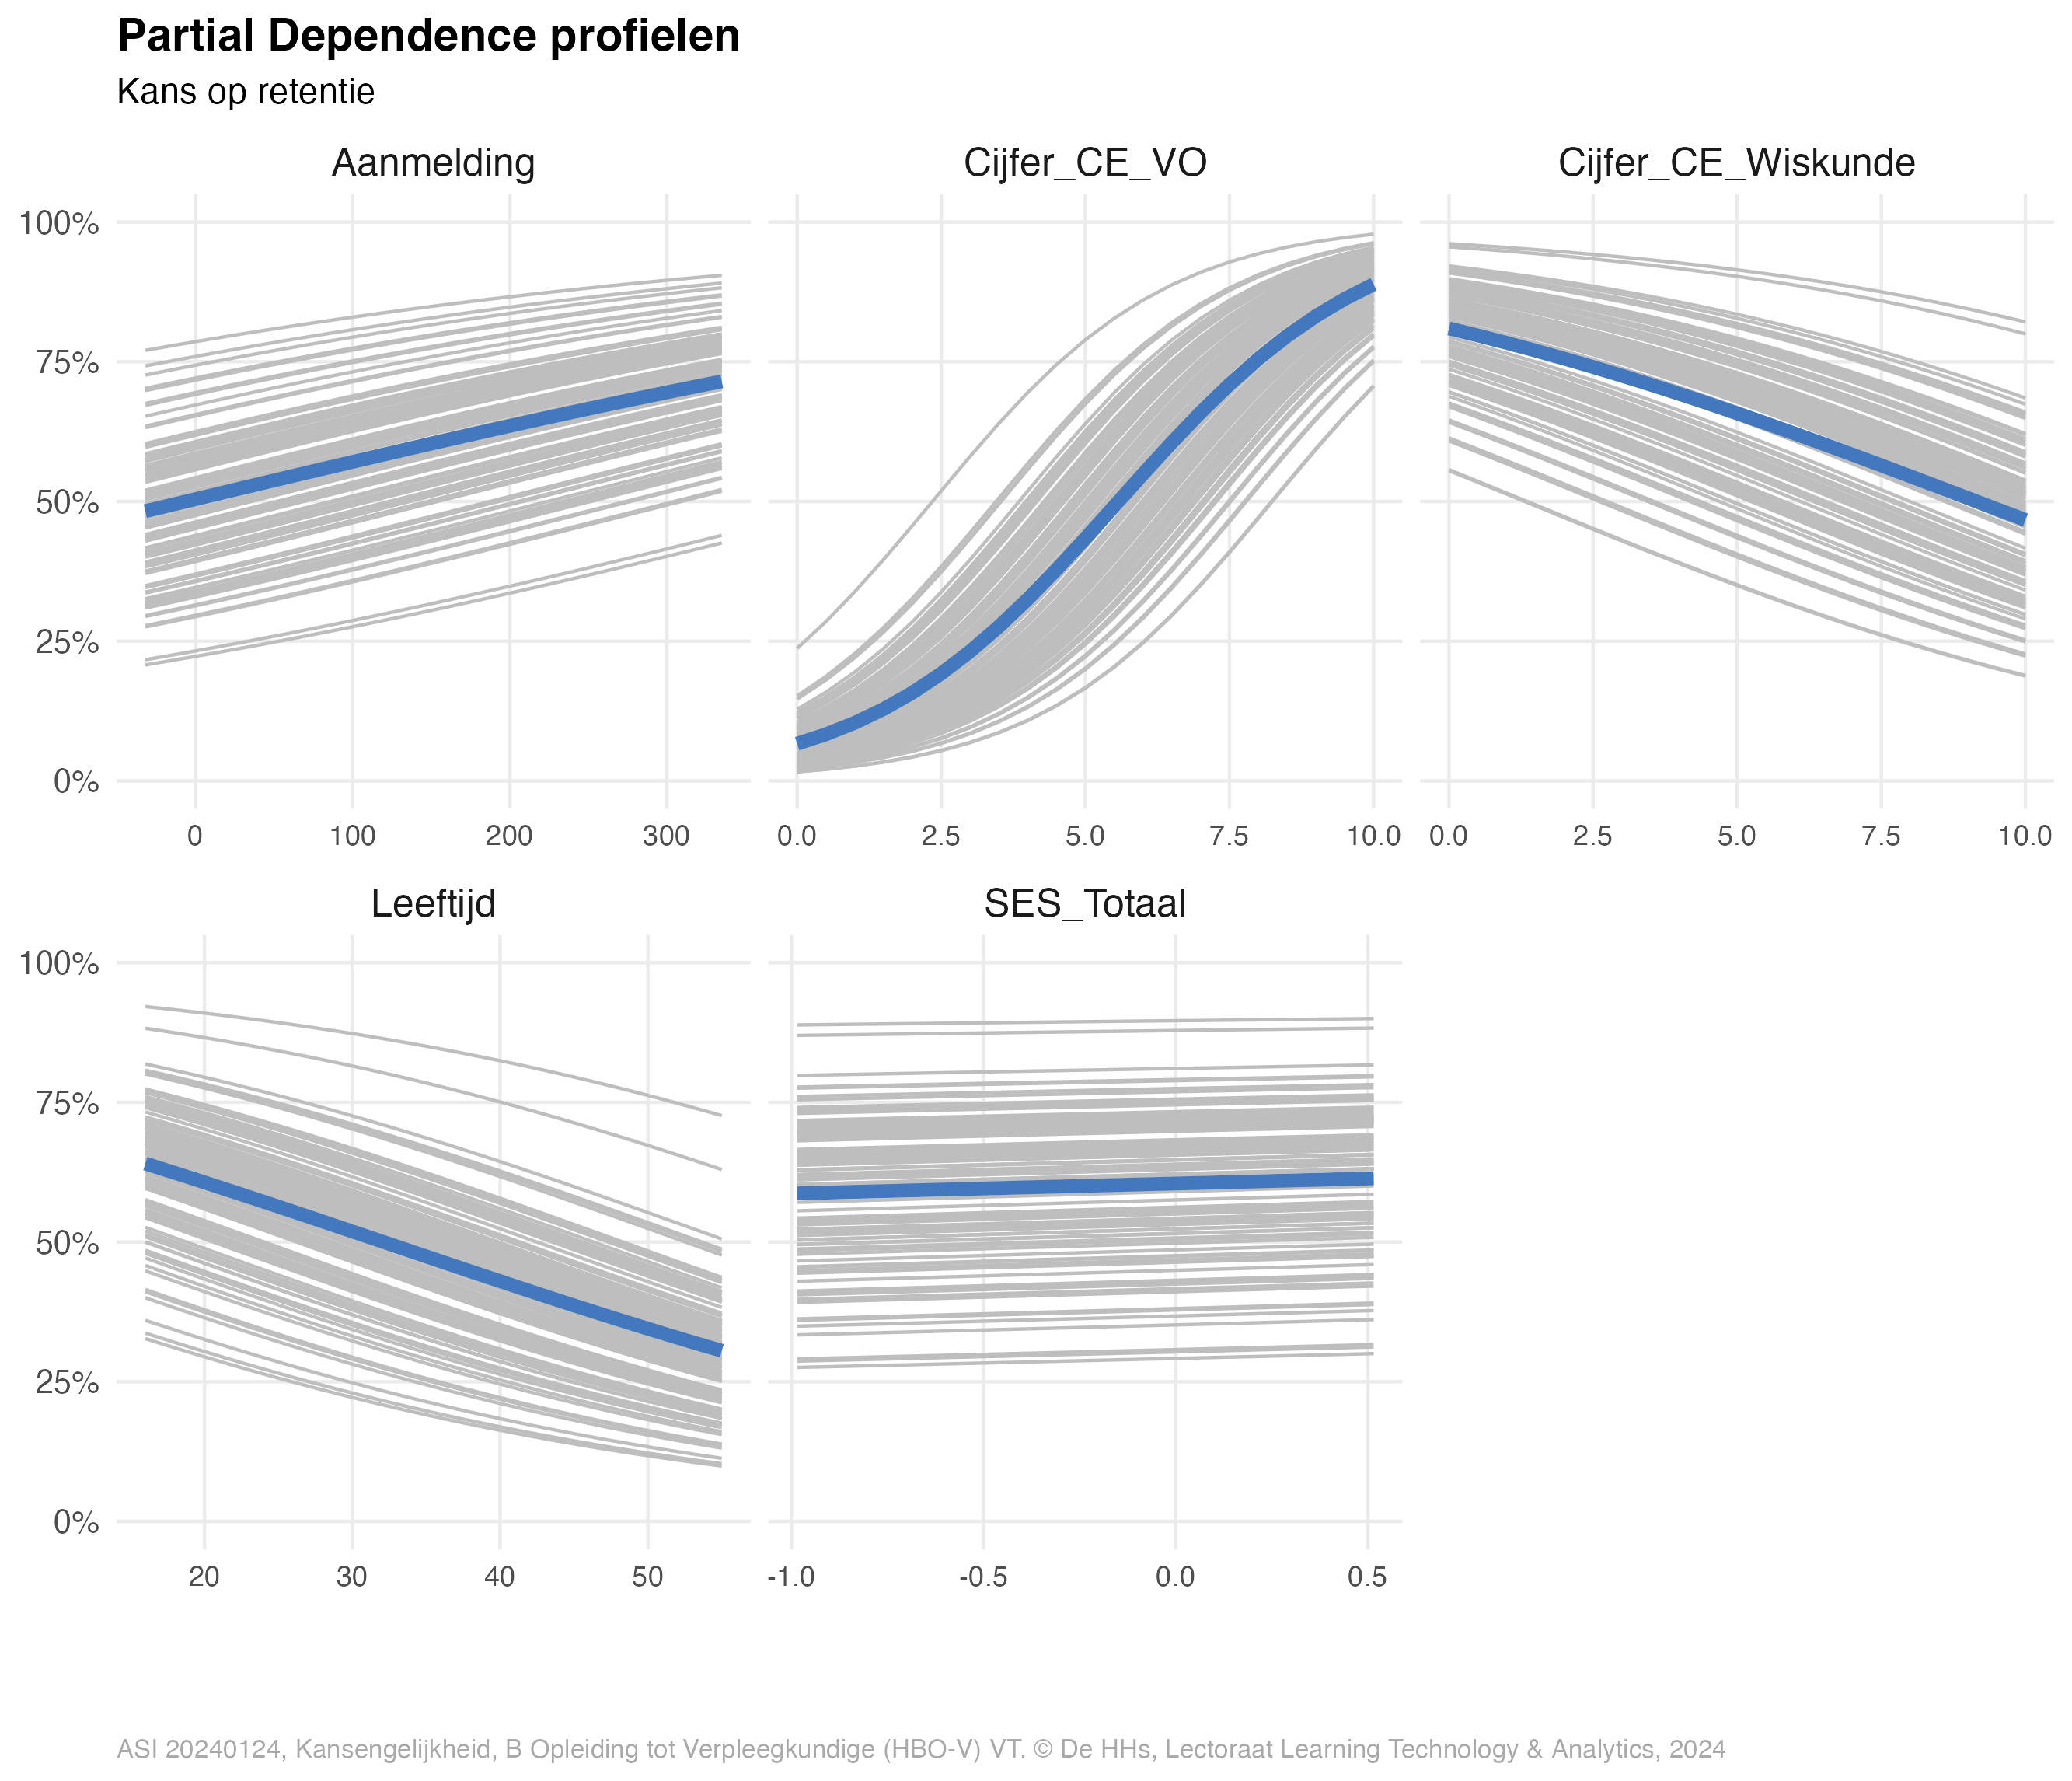 Partial Dependence profielen
Kans op retentie
Aanmelding
Cijfer_CE_VO
Cijfer_CE_Wiskunde
100%
75%
50%
25%
0%
0 100 200 300
0.0 2.5 5.0 7.5 10.0
0.0 2.5 5.0 7.5 10.0
Leeftijd
SES_Totaal
100%
75%
50%
25%
0%
20 30 40 50
-1.0 -0.5 0.0 0.5
ASI 20240124, Kansengelijkheid, B Opleiding tot Verpleegkundige (HBO-V) VT. © De HHs, Lectoraat Learning Technology & Analytics, 2024